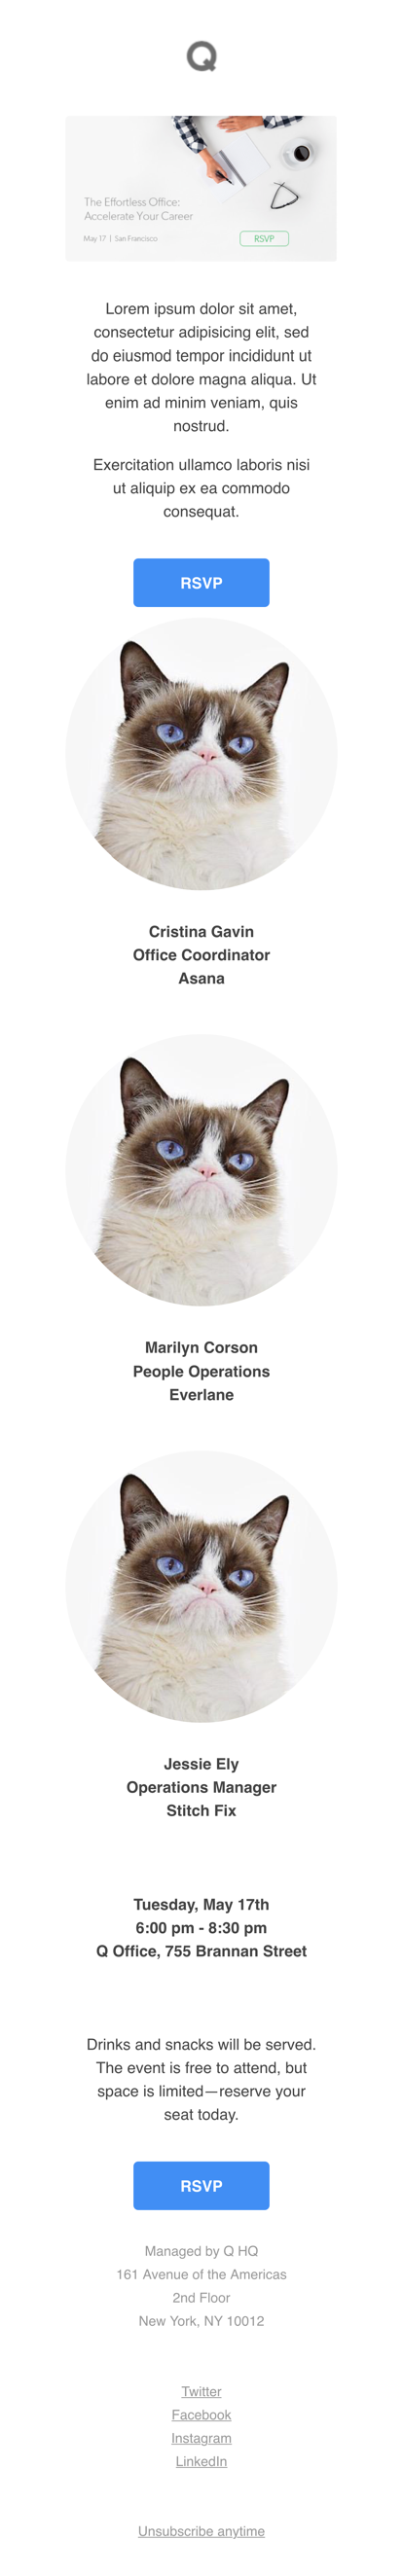 Q
The Effortless Office:
Accelerate Your Career
May 17 | San Francisco
RSVP
Lorem ipsum dolor sit amet,
consectetur adipisicing elit, sed
do eiusmod tempor incididunt ut
labore et dolore magna aliqua. Ut
enim ad minim veniam, quis
nostrud.
Exercitation ullamco laboris nisi
ut aliquip ex ea commodo
consequat.
RSVP
Cristina Gavin
Office Coordinator
Asana
Marilyn Corson
People Operations
Everlane
Jessie Ely
Operations Manager
Stitch Fix
Tuesday, May 17th
6:00 pm - 8:30 pm
Q Office, 755 Brannan Street
Drinks and snacks will be served.
The event is free to attend, but
space is limited—reserve your
seat today.
RSVP
Managed by Q HQ
161 Avenue of the Americas
2nd Floor
New York, NY 10012
Twitter
Facebook
Instagram
LinkedIn
Unsubscribe anytime